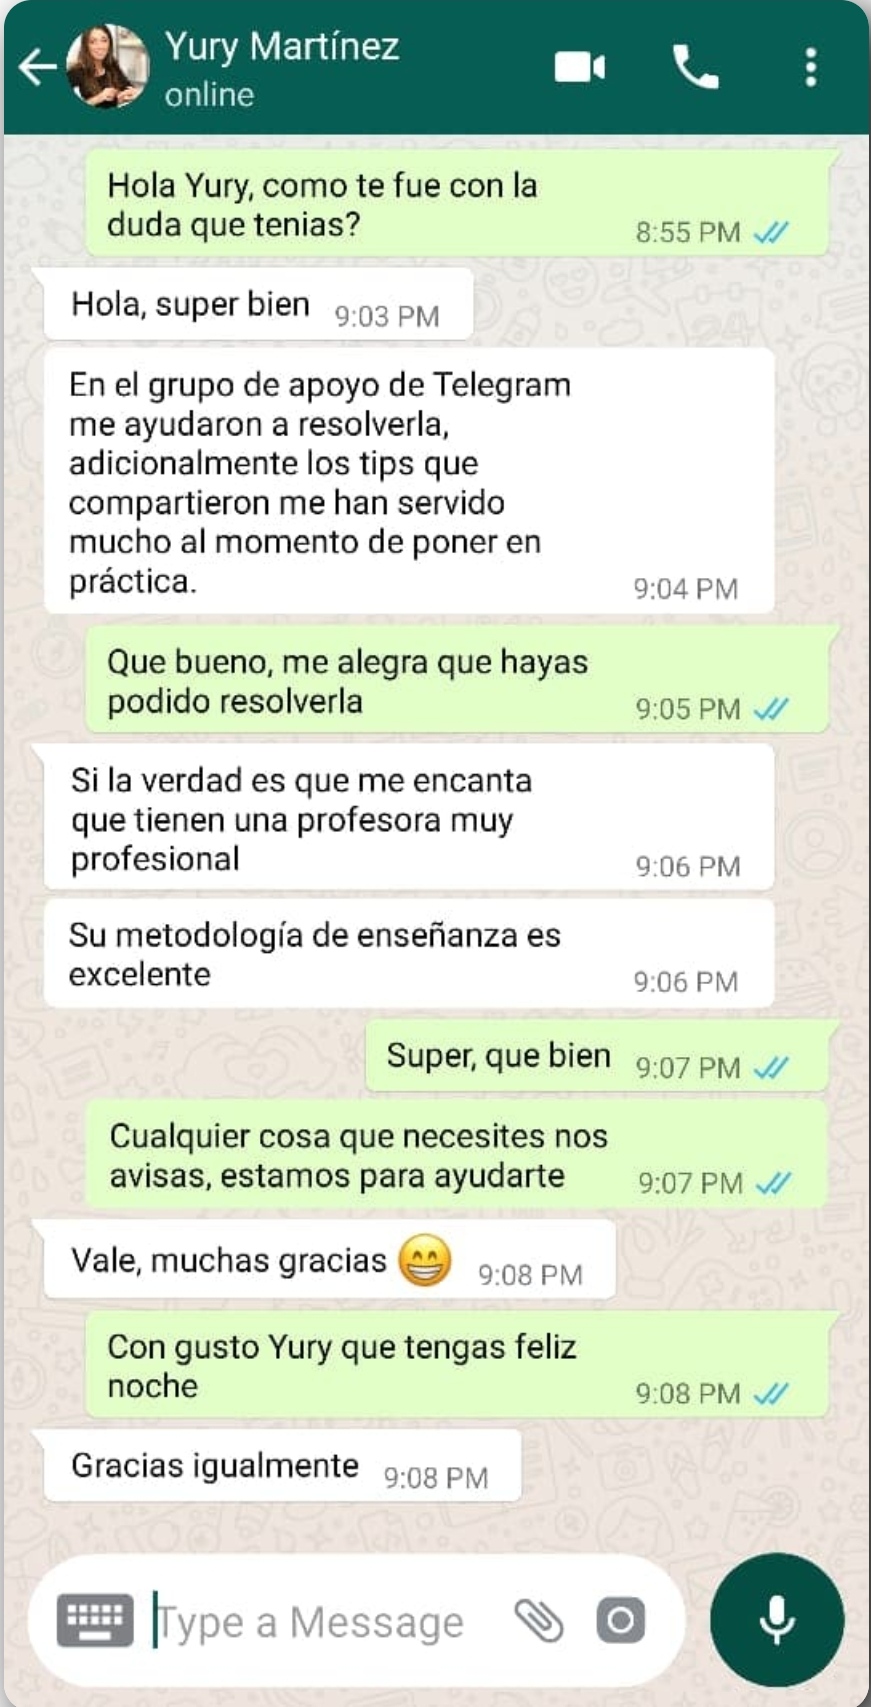 Yury Martínez
online
Hola Yury, como te fue con la
duda que tenias?
8:55 PM
Hola, super bien 9:03 PM
En el grupo de apoyo de Telegram
me ayudaron a resolverla,
adicionalmente los tips que
compartieron me han servido
mucho al momento de poner en
práctica.
9:04 PM
Que bueno, me alegra que hayas
podido resolverla
9:05 PM
Si la verdad es que me encanta
que tienen una profesora muy
profesional
9:06 PM
Su metodología de enseñanza es
excelente
9:06 PM
Super, que bien 9:07 PM
Cualquier cosa que necesites nos
avisas, estamos para ayudarte
9:07 PM
Vale, muchas gracias 😁 9:08 PM
Con gusto Yury que tengas feliz
noche
9:08 PM
Gracias igualmente 9:08 PM
Type a Message